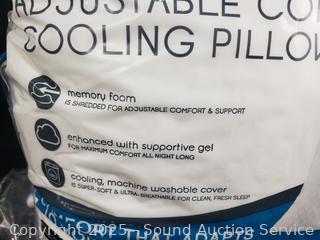 ADJUSTABLE CO
COOLING PILLOW
memory foam
IS SHREDDED FOR ADJUSTABLE COMFORT & SUPPORT
enhanced with supportive gel
FOR MAXIMUM COMFORT ALL NIGHT LONG
cooling, machine washable cover
IS SUPER-SOFT & ULTRA-BREATHABLE FOR CLEAN, FRESH SLEEP
THAT ADAPTS
Copyright 2025 - Sound Auction Service